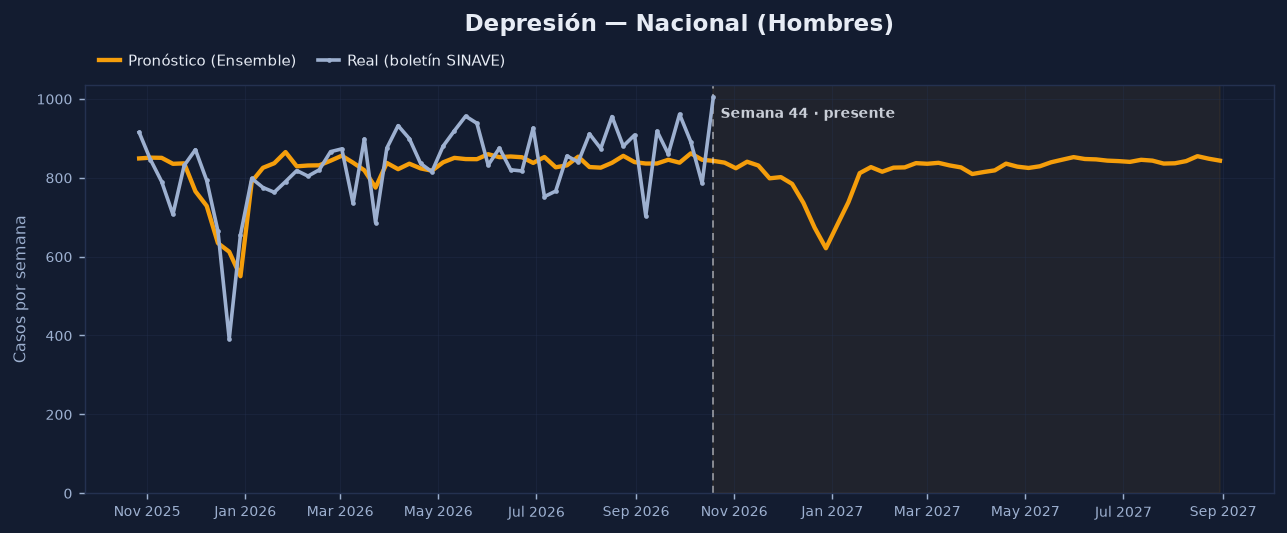 Depresión — Nacional (Hombres)
Pronóstico (Ensemble)
Real (boletín SINAVE)
Semana 44 · presente
Casos por semana
1000
800
600
400
200
0
Nov 2025
Jan 2026
Mar 2026
May 2026
Jul 2026
Sep 2026
Nov 2026
Jan 2027
Mar 2027
May 2027
Jul 2027
Sep 2027